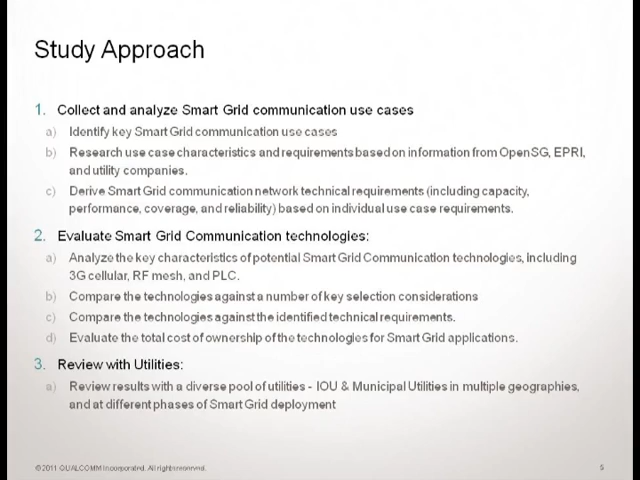 Study Approach
1. Collect and analyze Smart Grid communication use cases
a) Identify key Smart Grid communication use cases
b) Research use case characteristics and requirements based on information from OpenSG, EPRI,
and utility companies.
c) Derive Smart Grid communication network technical requirements (including capacity,
performance, coverage, and reliability) based on individual use case requirements.
2. Evaluate Smart Grid Communication technologies:
a) Analyze the key characteristics of potential Smart Grid Communication technologies, including
3G cellular, RF mesh, and PLC.
b) Compare the technologies against a number of key selection considerations
c) Compare the technologies against the identified technical requirements.
d) Evaluate the total cost of ownership of the technologies for Smart Grid applications.
3. Review with Utilities:
a) Review results with a diverse pool of utilities - IOU & Municipal Utilities in multiple geographies,
and at different phases of Smart Grid deployment
© 2011 QUALCOMM Incorporated. All rights reserved.
5